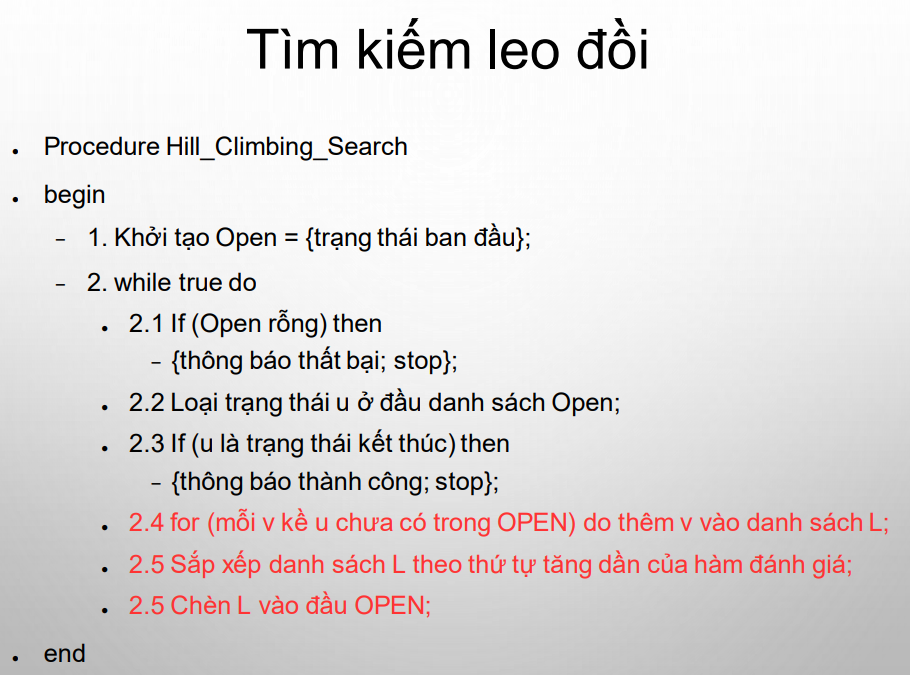 Tìm kiếm leo đồi
• Procedure Hill_Climbing_Search
• begin
– 1. Khởi tạo Open = {trạng thái ban đầu};
– 2. while true do
• 2.1 If (Open rỗng) then
– {thông báo thất bại; stop};
• 2.2 Loại trạng thái u ở đầu danh sách Open;
• 2.3 If (u là trạng thái kết thúc) then
– {thông báo thành công; stop};
• 2.4 for (mỗi v kề u chưa có trong OPEN) do thêm v vào danh sách L;
• 2.5 Sắp xếp danh sách L theo thứ tự tăng dần của hàm đánh giá;
• 2.5 Chèn L vào đầu OPEN;
• end